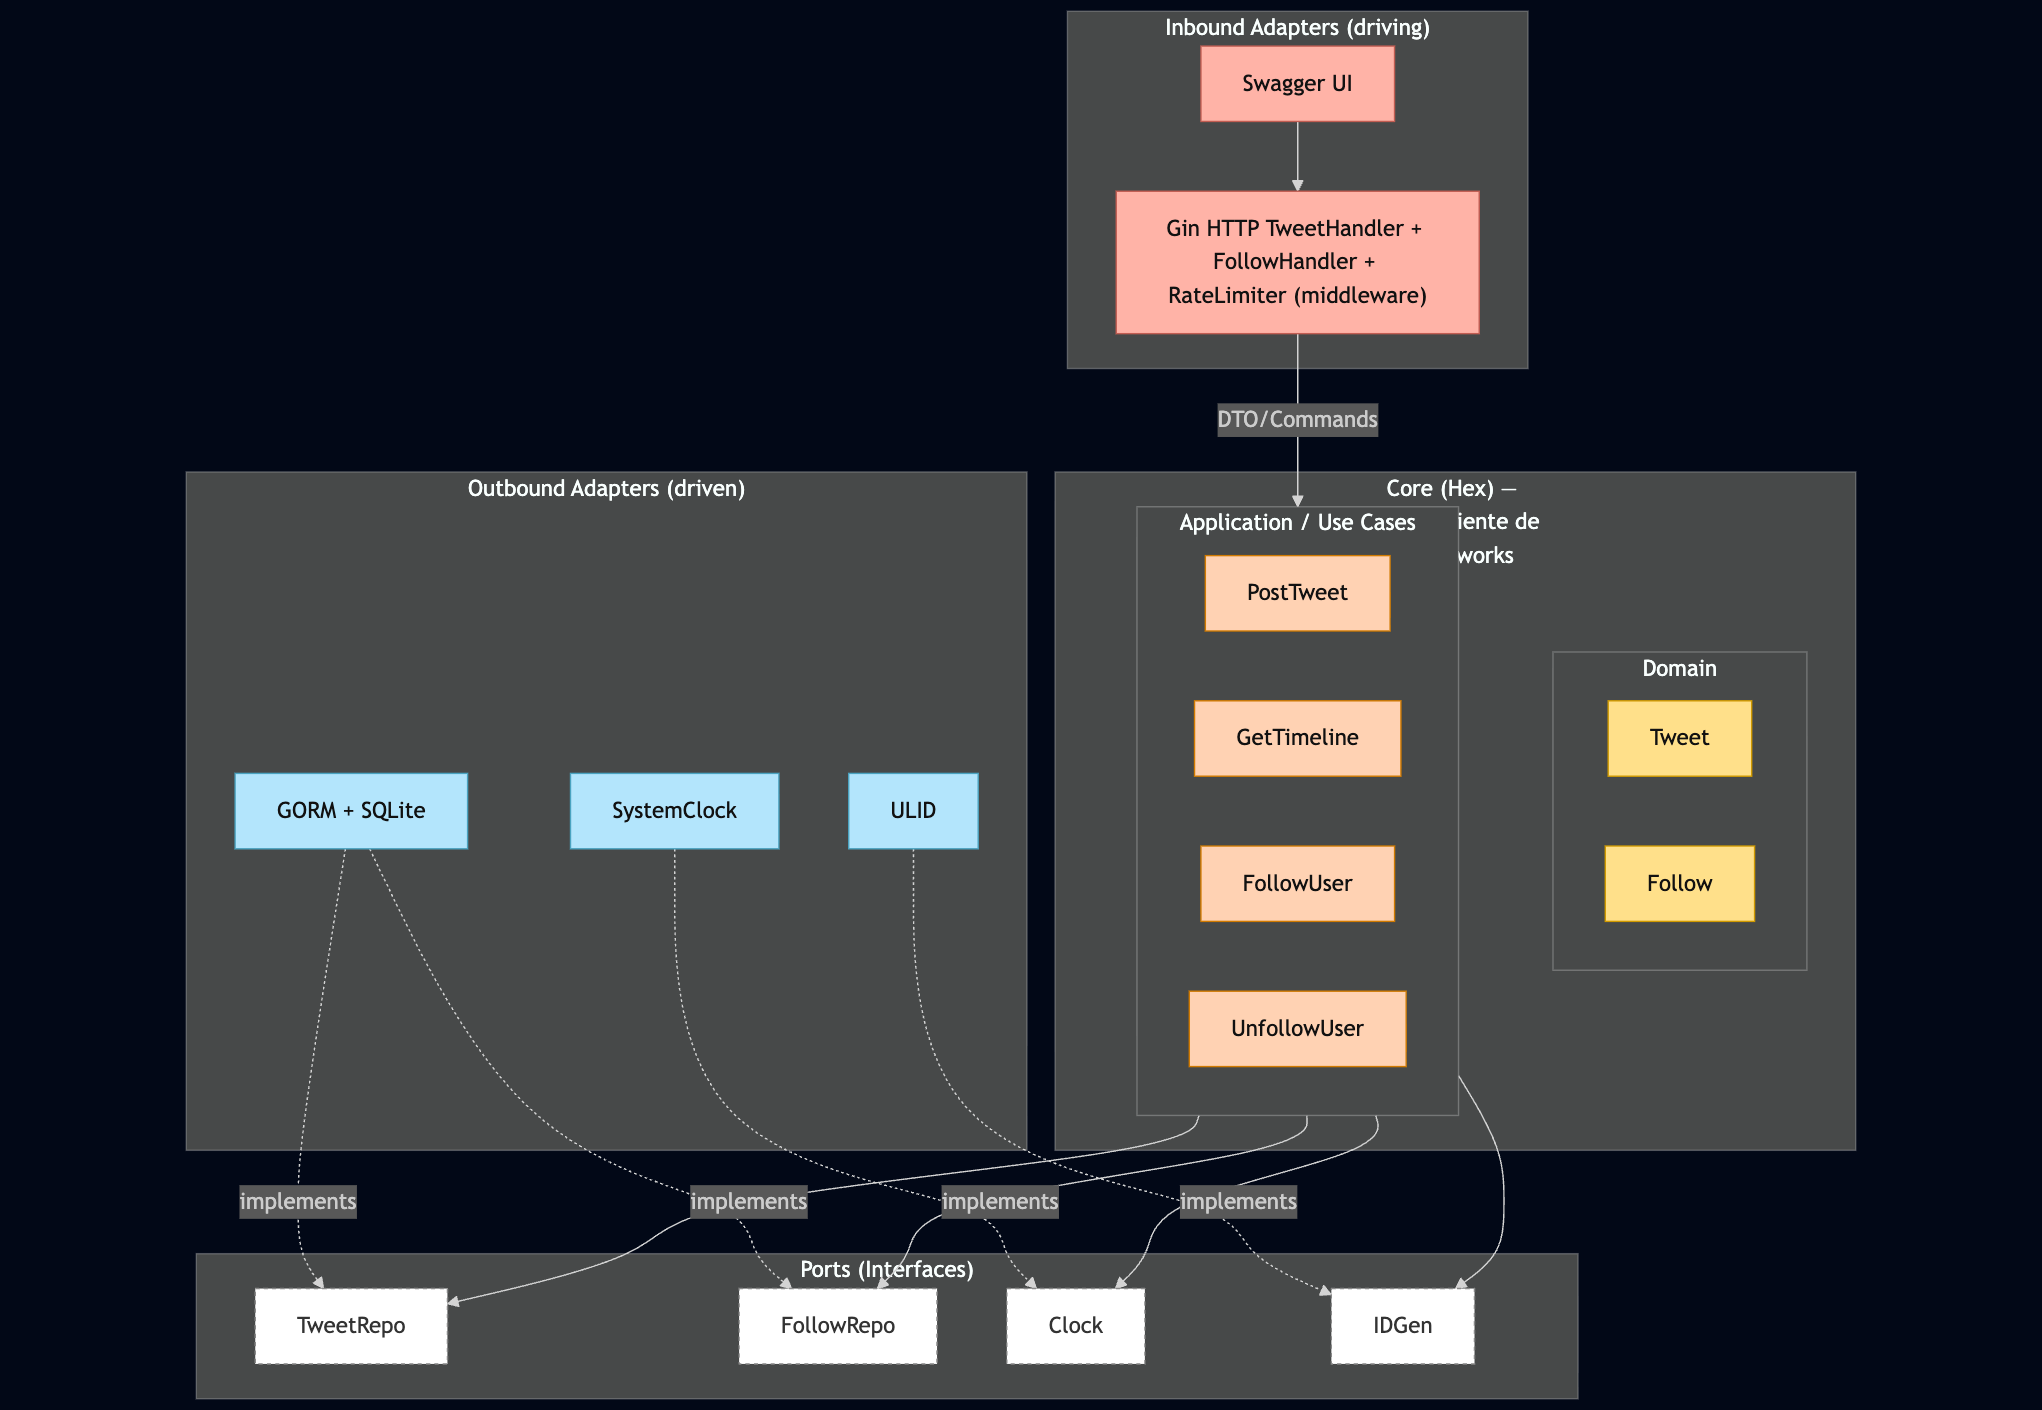 Inbound Adapters (driving)
Swagger UI
Gin HTTP TweetHandler +
FollowHandler +
RateLimiter (middleware)
DTO/Commands
Outbound Adapters (driven)
GORM + SQLite
SystemClock
ULID
Core (Hex) —
iente de
works
Application / Use Cases
PostTweet
GetTimeline
FollowUser
UnfollowUser
Domain
Tweet
Follow
implements
implements
implements
implements
Ports (Interfaces)
TweetRepo
FollowRepo
Clock
IDGen